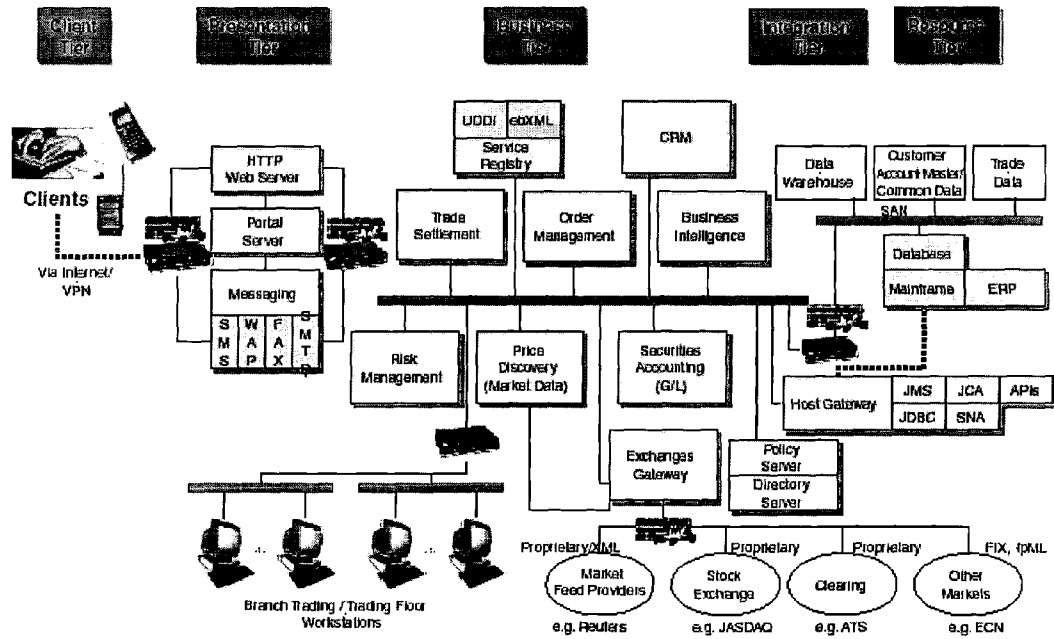 Client
Tier
Presentation
Tier
Business
Tier
Integration
Tier
Resource
Tier
UDDI
ebXML
Service
Registry
CRM
HTTP
Web Server
Data
Warehouse
Customer
Account Master/
Common Data
Trade
Data
Clients
Portal
Server
Trade
Settlement
Order
Management
Business
Intelligence
SAN
Via Internet/
VPN
Database
Messaging
Mainframe
ERP
SMS
WAP
FAX
SMTP
Risk
Management
Price
Discovery
(Market Data)
Securities
Accounting
(G/L)
Host Gateway
JMS
JCA
APIs
JDBC
SNA
Exchanges
Gateway
Policy
Server
Directory
Server
Proprietary/XML
Proprietary
Proprietary
FIX, fpML
Market
Feed Providers
Stock
Exchange
Clearing
Other
Markets
Branch Trading / Trading Floor
Workstations
e.g. Reuters
e.g. JASDAQ
e.g. ATS
e.g. ECN